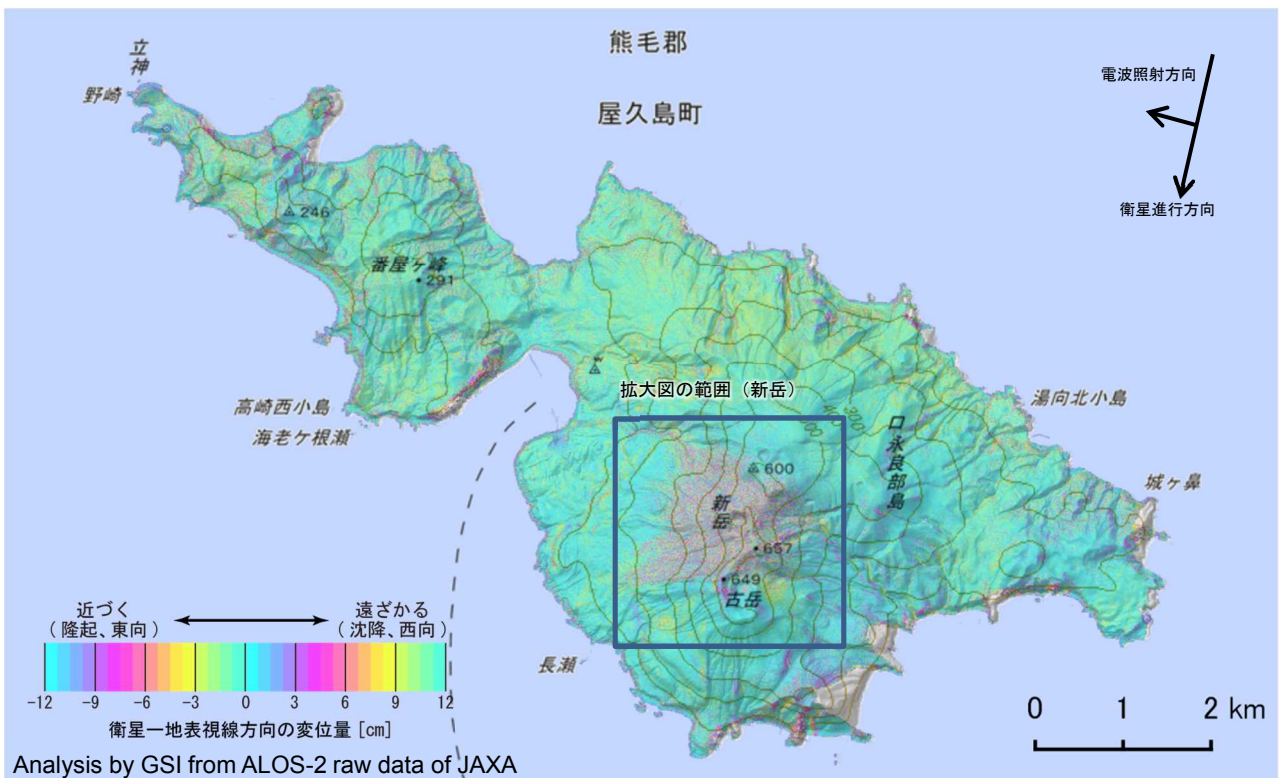 熊毛郡
屋久島町
立神
野崎
電波照射方向
衛星進行方向
246
番屋ヶ峰
291
拡大図の範囲(新岳)
高崎西小島
海老ケ根瀬
湯向北小島
300
口永良部島
600
城ヶ鼻
新岳
657
649
古岳
長瀬
近づく
(隆起、東向)
遠ざかる
(沈降、西向)
-12 -9 -6 -3 0 3 6 9 12
衛星ー地表視線方向の変位量 [cm]
0 1 2 km
Analysis by GSI from ALOS-2 raw data of JAXA